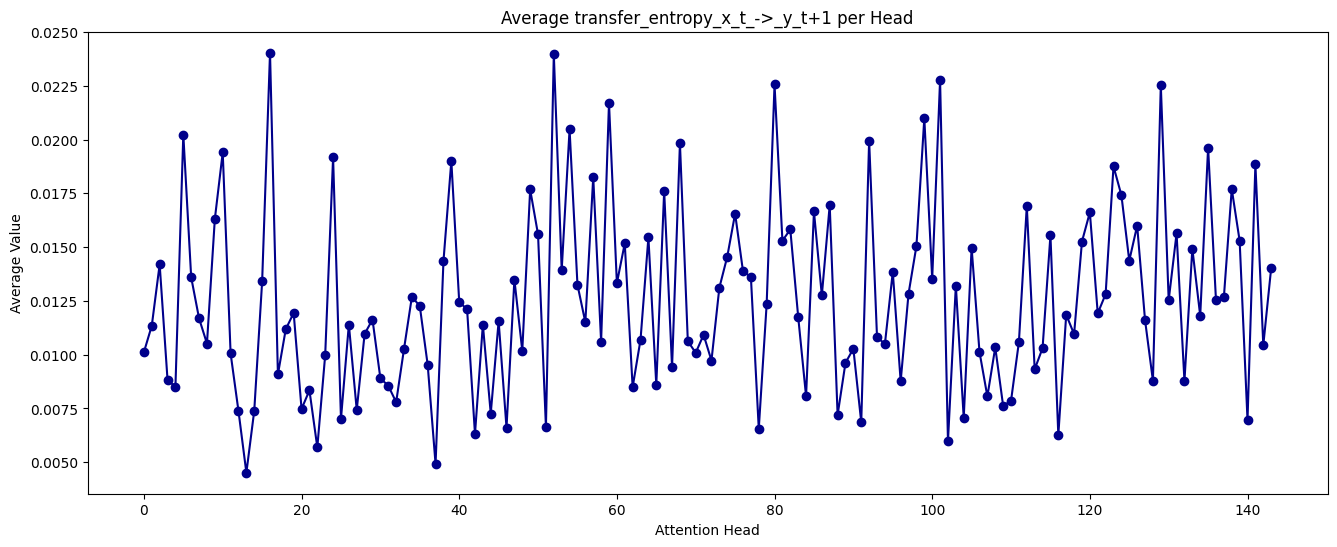 Average transfer_entropy_x_t_->_y_t+1 per Head
0.0250
0.0225
0.0200
0.0175
0.0150
0.0125
0.0100
0.0075
0.0050
Average Value
0 20 40 60 80 100 120 140
Attention Head